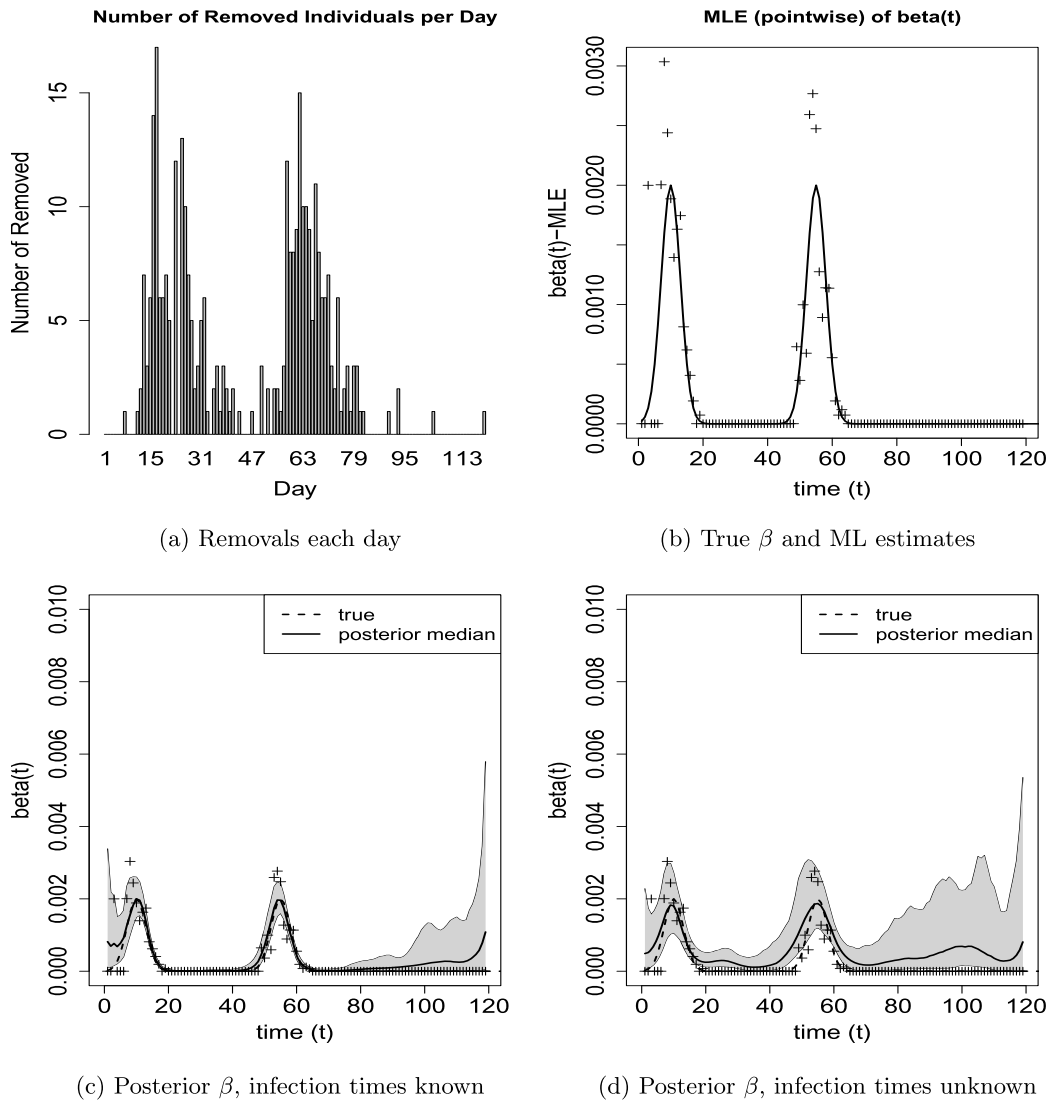 Number of Removed Individuals per Day
Number of Removed
15
10
5
0
1 15 31 47 63 79 95 113
Day
(a) Removals each day
MLE (pointwise) of beta(t)
beta(t)−MLE
0.0030
0.0020
0.0010
0.0000
0 20 40 60 80 100 120
time (t)
(b) True β and ML estimates
true
posterior median
beta(t)
0.010
0.008
0.006
0.004
0.002
0.000
0 20 40 60 80 100 120
time (t)
(c) Posterior β, infection times known
true
posterior median
beta(t)
0.010
0.008
0.006
0.004
0.002
0.000
0 20 40 60 80 100 120
time (t)
(d) Posterior β, infection times unknown